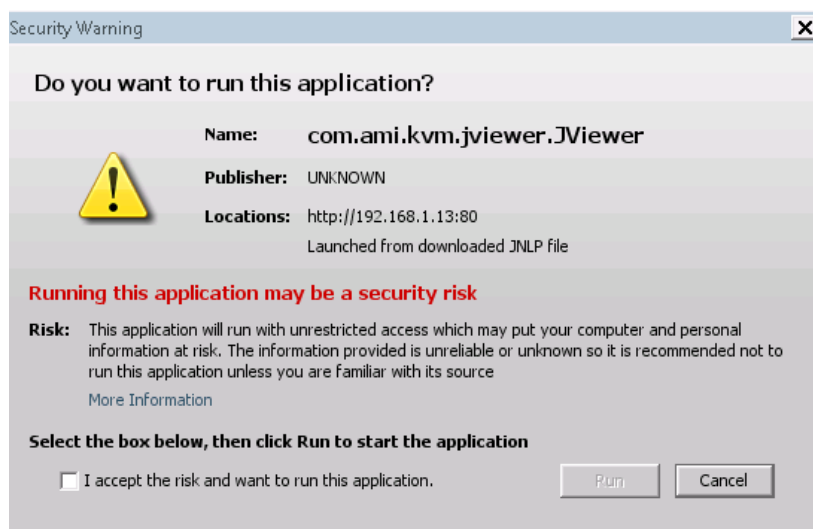 Security Warning
Do you want to run this application?
Name: com.ami.kvm.jviewer.JViewer
Publisher: UNKNOWN
Locations: http://192.168.1.13:80
Launched from downloaded JNLP file
Running this application may be a security risk
Risk: This application will run with unrestricted access which may put your computer and personal
information at risk. The information provided is unreliable or unknown so it is recommended not to
run this application unless you are familiar with its source
More Information
Select the box below, then click Run to start the application
I accept the risk and want to run this application. Run Cancel